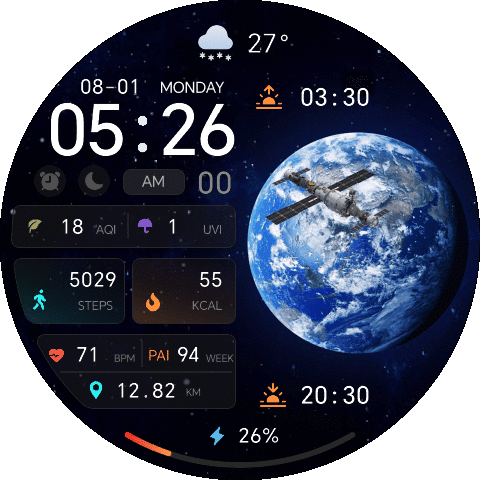 27°
08-01 MONDAY
03:30
05:26
AM 00
18 AQI 1 UVI
5029 STEPS
55 KCAL
71 BPM PAI 94 WEEK
12.82 KM
20:30
26%